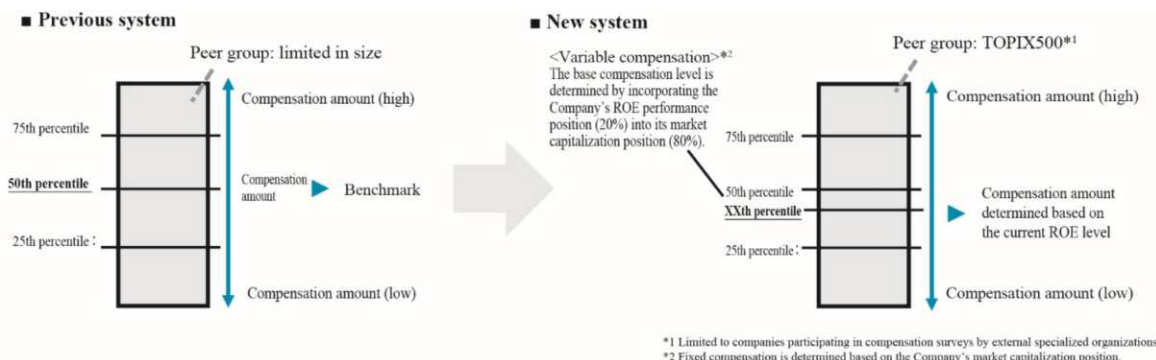 ■ Previous system
Peer group: limited in size
Compensation amount (high)
75th percentile
50th percentile
Compensation
amount
Benchmark
25th percentile :
Compensation amount (low)
■ New system
<Variable compensation>*2
The base compensation level is
determined by incorporating the
Company's ROE performance
position (20%) into its market
capitalization position (80%).
Peer group: TOPIX500*1
Compensation amount (high)
75th percentile
50th percentile
XXth percentile
Compensation amount
determined based on
the current ROE level
25th percentile :
Compensation amount (low)
*1 Limited to companies participating in compensation surveys by external specialized organizations
*2 Fixed compensation is determined based on the Company's market capitalization position.